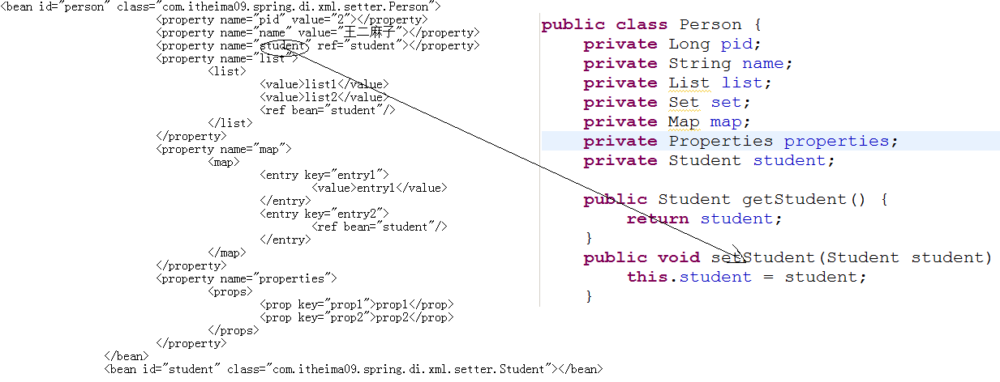 <bean id="person" class="com.itheima09.spring.di.xml.setter.Person">
<property name="pid" value="2"></property>
<property name="name" value="王二麻子"></property>
<property name="student" ref="student"></property>
<property name="list">
<list>
<value>list1</value>
<value>list2</value>
<ref bean="student"/>
</list>
</property>
<property name="map">
<map>
<entry key="entry1">
<value>entry1</value>
</entry>
<entry key="entry2">
<ref bean="student"/>
</entry>
</map>
</property>
<property name="properties">
<props>
<prop key="prop1">prop1</prop>
<prop key="prop2">prop2</prop>
</props>
</property>
</bean>
<bean id="student" class="com.itheima09.spring.di.xml.setter.Student"></bean>
public class Person {
private Long pid;
private String name;
private List list;
private Set set;
private Map map;
private Properties properties;
private Student student;
public Student getStudent() {
return student;
}
public void setStudent(Student student)
this.student = student;
}